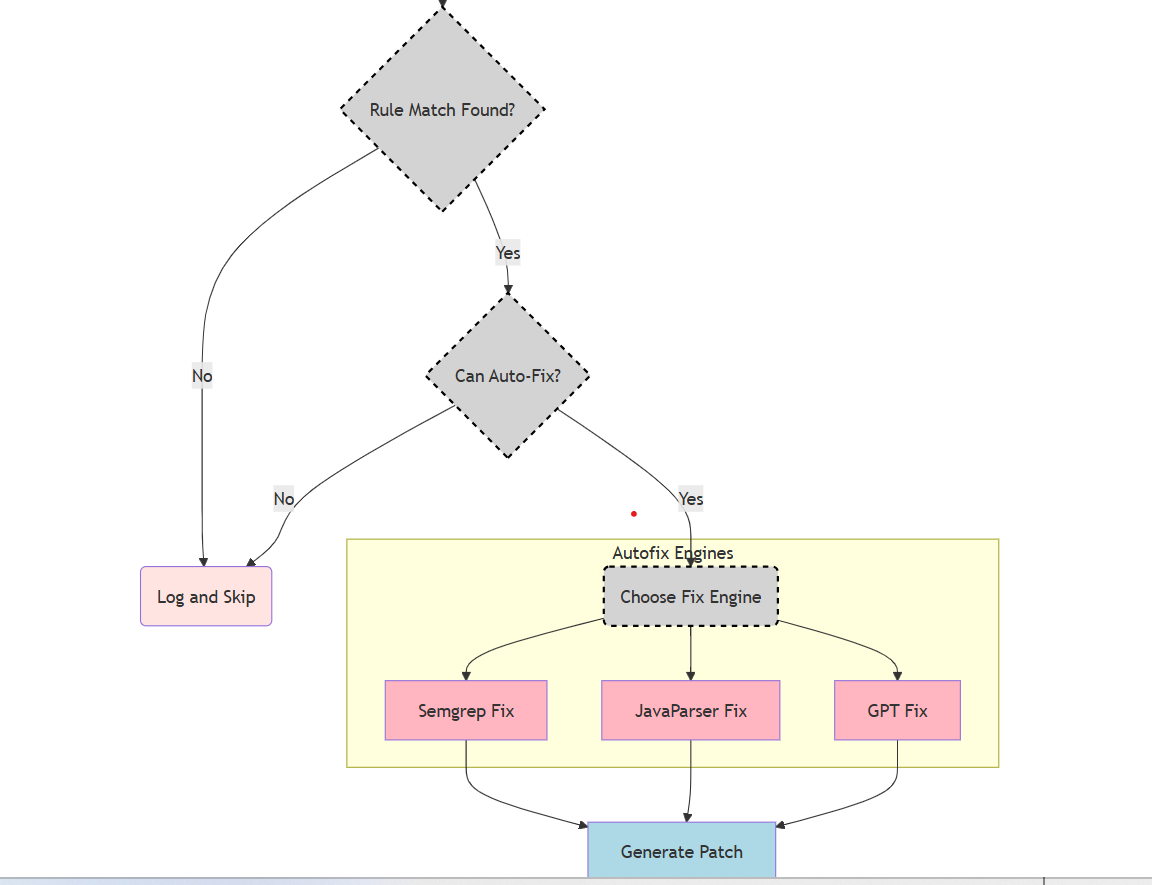 Rule Match Found?
Yes
No
Can Auto-Fix?
No
Yes
Autofix Engines
Choose Fix Engine
Log and Skip
Semgrep Fix
JavaParser Fix
GPT Fix
Generate Patch